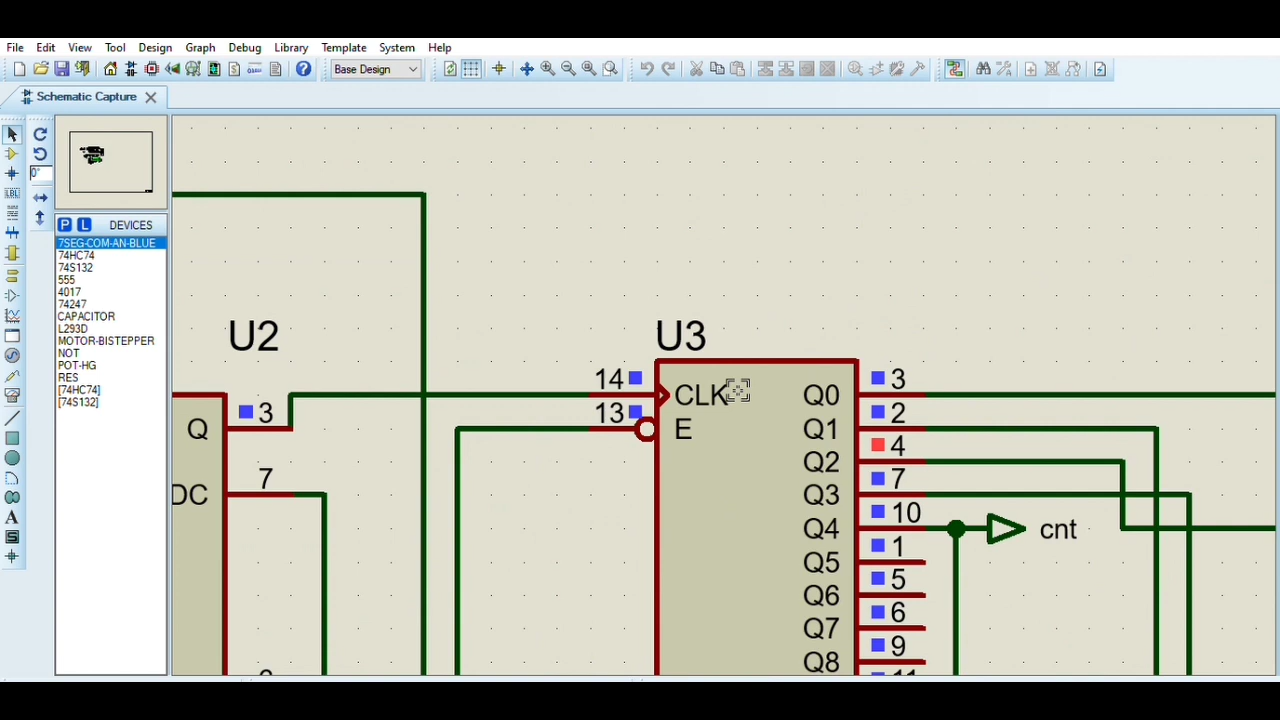 File Edit View Tool Design Graph Debug Library Template System Help
Base Design
Schematic Capture
0°
LBL
P L DEVICES
7SEG-COM-AN-BLUE
74HC74
74S132
555
4017
74247
CAPACITOR
L293D
MOTOR-BISTEPPER
NOT
POT-HG
RES
[74HC74]
[74S132]
U2
U3
14 CLK Q0 3
Q 3
13 E Q1 2
Q2 4
DC 7
Q3 7
Q4 10 cnt
Q5 1
Q6 5
Q7 6
Q8 9